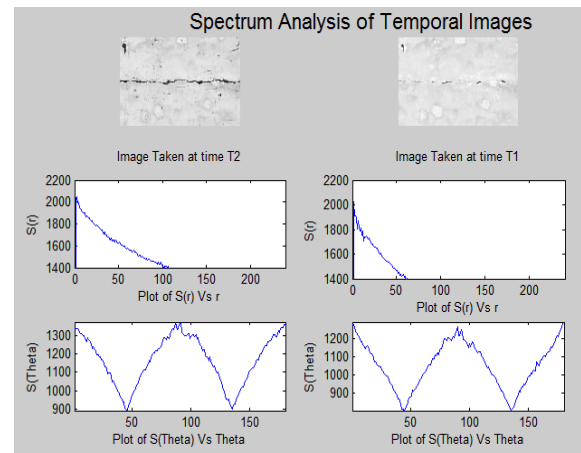 Spectrum Analysis of Temporal Images
Image Taken at time T2
Image Taken at time T1
2200
2000
1800
1600
1400
S(r)
0 50 100 150 200
Plot of S(r) Vs r
2200
2000
1800
1600
1400
S(r)
0 50 100 150 200
Plot of S(r) Vs r
1300
1200
1100
1000
900
S(Theta)
50 100 150
Plot of S(Theta) Vs Theta
1200
1100
1000
900
S(Theta)
50 100 150
Plot of S(Theta) Vs Theta